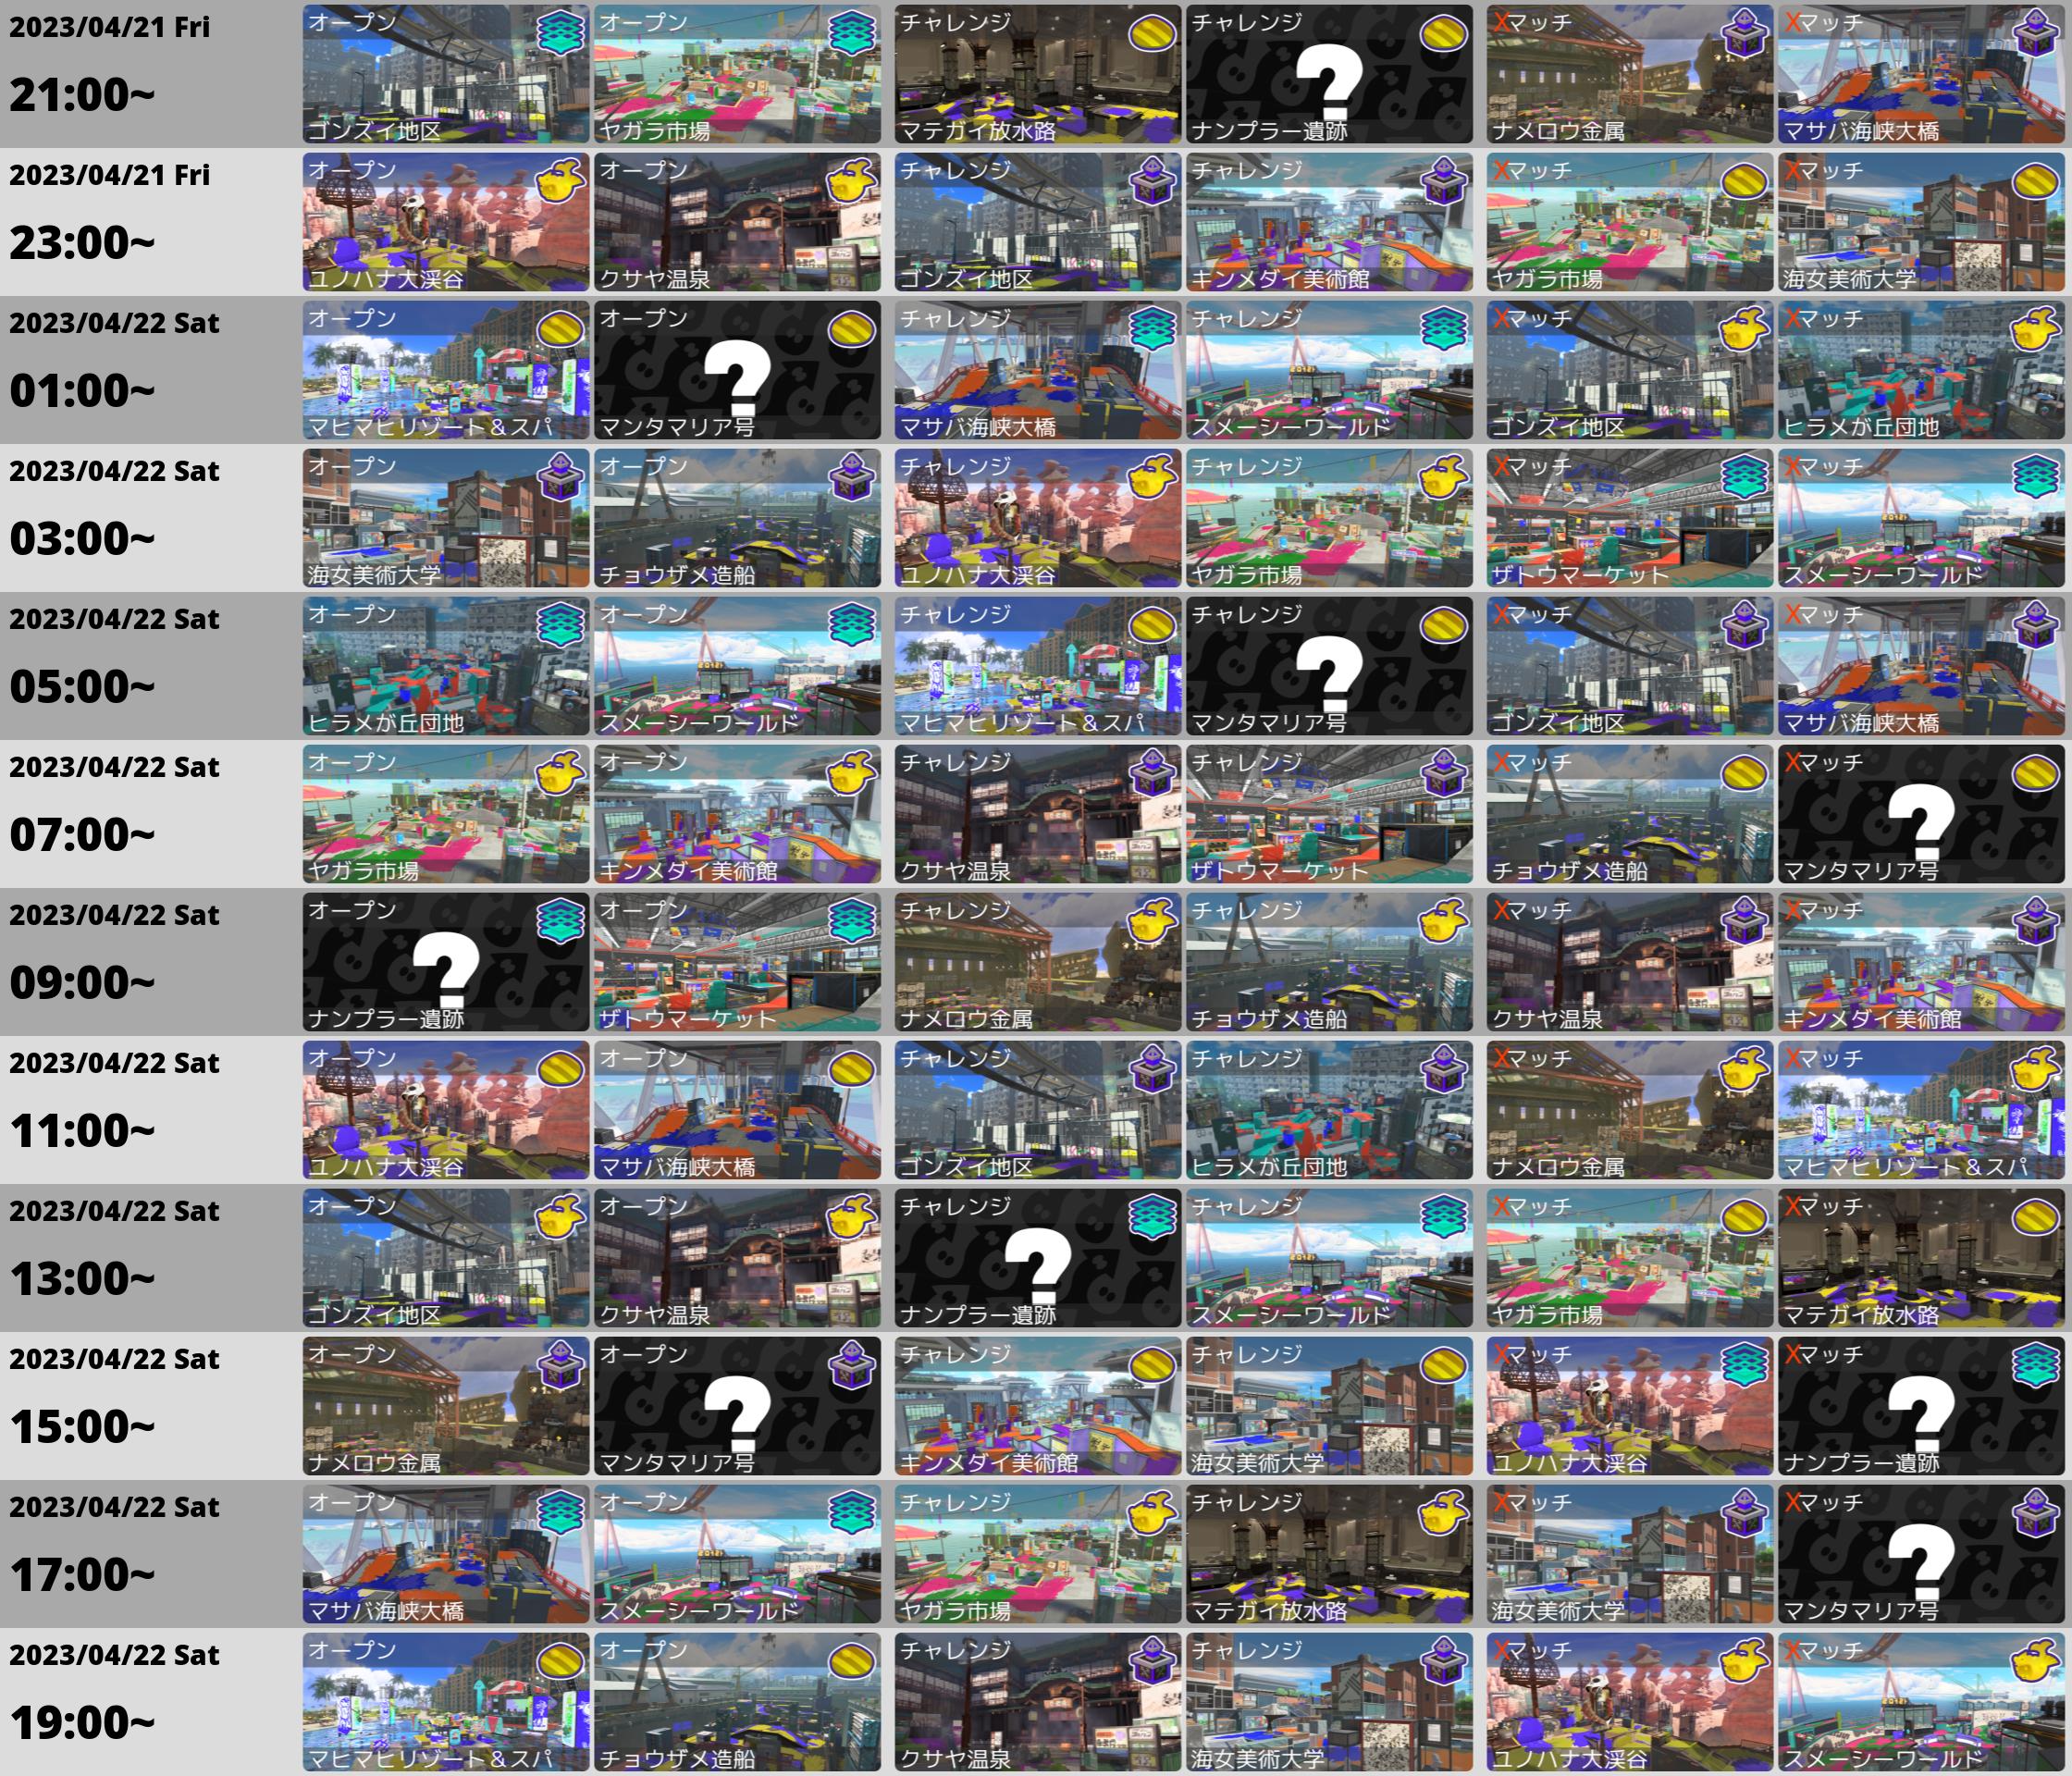 2023/04/21 Fri
21:00~
オープン オープン チャレンジ チャレンジ Xマッチ Xマッチ
ゴンズイ地区 ヤガラ市場 マテガイ放水路 ナンプラー遺跡 ナメロウ金属 マサバ海峡大橋
2023/04/21 Fri
23:00~
オープン オープン チャレンジ チャレンジ Xマッチ Xマッチ
ユノハナ大渓谷 クサヤ温泉 ゴンズイ地区 キンメダイ美術館 ヤガラ市場 海女美術大学
2023/04/22 Sat
01:00~
オープン オープン チャレンジ チャレンジ Xマッチ Xマッチ
マヒマヒリゾート＆スパ マンタマリア号 マサバ海峡大橋 スメーシーワールド ゴンズイ地区 ヒラメが丘団地
2023/04/22 Sat
03:00~
オープン オープン チャレンジ チャレンジ Xマッチ Xマッチ
海女美術大学 チョウザメ造船 ユノハナ大渓谷 ヤガラ市場 ザトウマーケット スメーシーワールド
2023/04/22 Sat
05:00~
オープン オープン チャレンジ チャレンジ Xマッチ Xマッチ
ヒラメが丘団地 スメーシーワールド マヒマヒリゾート＆スパ マンタマリア号 ゴンズイ地区 マサバ海峡大橋
2023/04/22 Sat
07:00~
オープン オープン チャレンジ チャレンジ Xマッチ Xマッチ
ヤガラ市場 キンメダイ美術館 クサヤ温泉 ザトウマーケット チョウザメ造船 マンタマリア号
2023/04/22 Sat
09:00~
オープン オープン チャレンジ チャレンジ Xマッチ Xマッチ
ナンプラー遺跡 ザトウマーケット ナメロウ金属 チョウザメ造船 クサヤ温泉 キンメダイ美術館
2023/04/22 Sat
11:00~
オープン オープン チャレンジ チャレンジ Xマッチ Xマッチ
ユノハナ大渓谷 マサバ海峡大橋 ゴンズイ地区 ヒラメが丘団地 ナメロウ金属 マヒマヒリゾート＆スパ
2023/04/22 Sat
13:00~
オープン オープン チャレンジ チャレンジ Xマッチ Xマッチ
ゴンズイ地区 クサヤ温泉 ナンプラー遺跡 スメーシーワールド ヤガラ市場 マテガイ放水路
2023/04/22 Sat
15:00~
オープン オープン チャレンジ チャレンジ Xマッチ Xマッチ
ナメロウ金属 マンタマリア号 キンメダイ美術館 海女美術大学 ユノハナ大渓谷 ナンプラー遺跡
2023/04/22 Sat
17:00~
オープン オープン チャレンジ チャレンジ Xマッチ Xマッチ
マサバ海峡大橋 スメーシーワールド ヤガラ市場 マテガイ放水路 海女美術大学 マンタマリア号
2023/04/22 Sat
19:00~
オープン オープン チャレンジ チャレンジ Xマッチ Xマッチ
マヒマヒリゾート＆スパ チョウザメ造船 クサヤ温泉 海女美術大学 ユノハナ大渓谷 スメーシーワールド